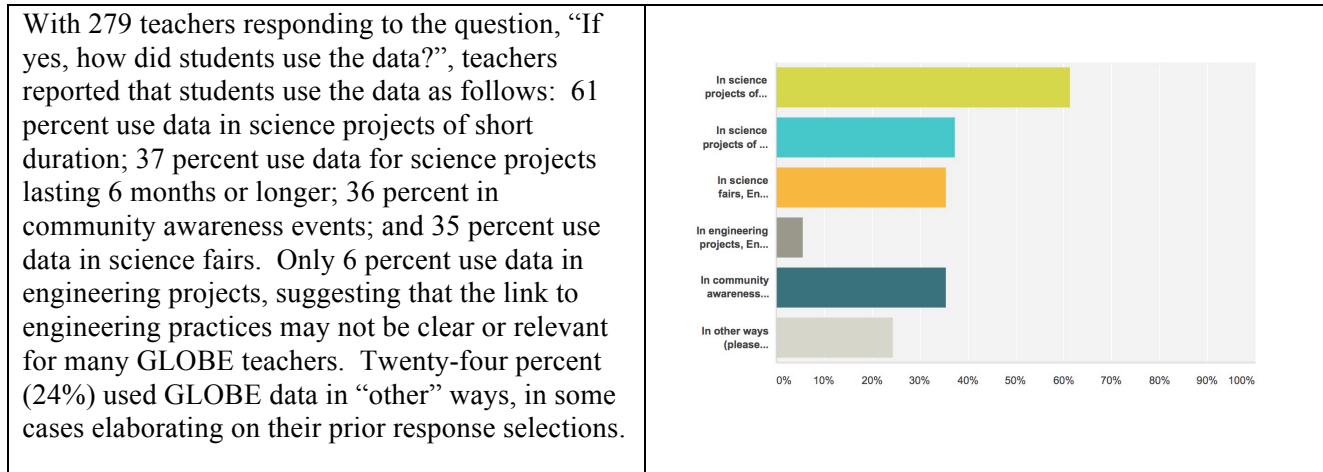 With 279 teachers responding to the question, “If
yes, how did students use the data?”, teachers
reported that students use the data as follows:  61
percent use data in science projects of short
duration; 37 percent use data for science projects
lasting 6 months or longer; 36 percent in
community awareness events; and 35 percent use
data in science fairs.  Only 6 percent use data in
engineering projects, suggesting that the link to
engineering practices may not be clear or relevant
for many GLOBE teachers.  Twenty-four percent
(24%) used GLOBE data in “other” ways, in some
cases elaborating on their prior response selections.
In science
projects of...
In science
projects of ...
In science
fairs, En...
In engineering
projects, En...
In community
awareness...
In other ways
(please...
0% 10% 20% 30% 40% 50% 60% 70% 80% 90% 100%